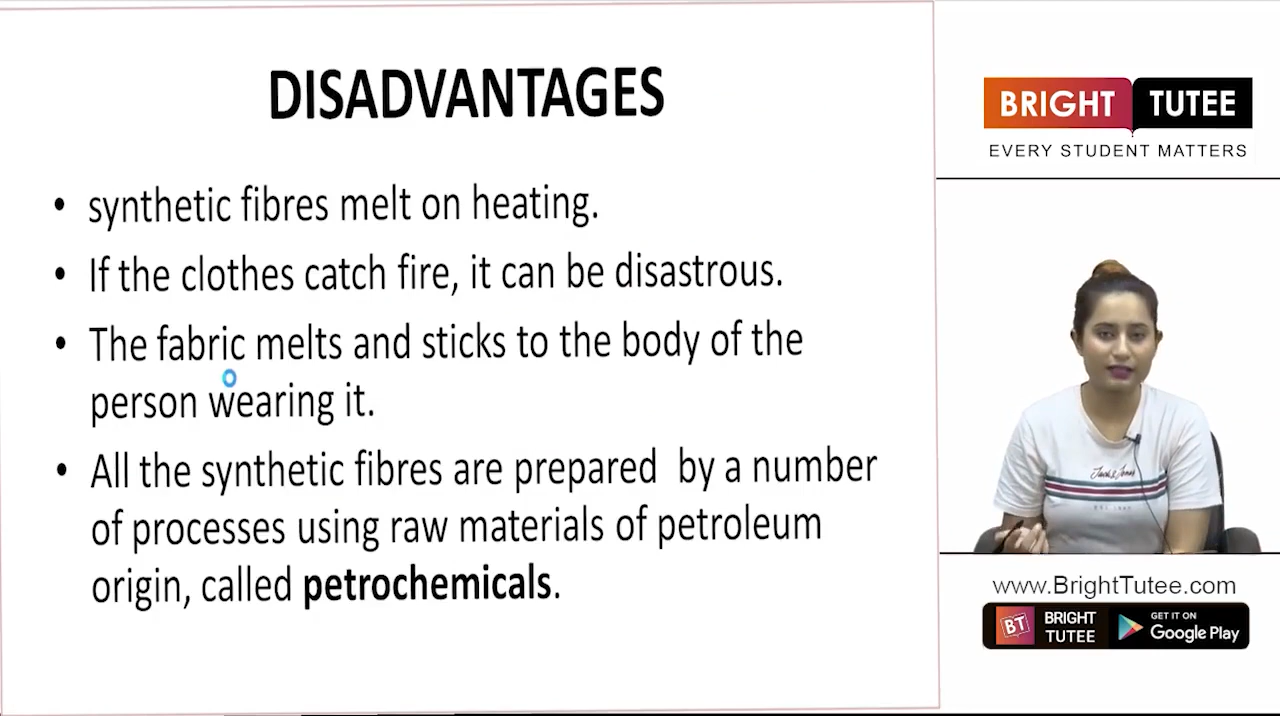 DISADVANTAGES
• synthetic fibres melt on heating.
• If the clothes catch fire, it can be disastrous.
• The fabric melts and sticks to the body of the
person wearing it.
• All the synthetic fibres are prepared by a number
of processes using raw materials of petroleum
origin, called petrochemicals.
BRIGHT TUTEE
EVERY STUDENT MATTERS
Jack & Jones
www.BrightTutee.com
BT BRIGHT
TUTEE
GET IT ON
Google Play